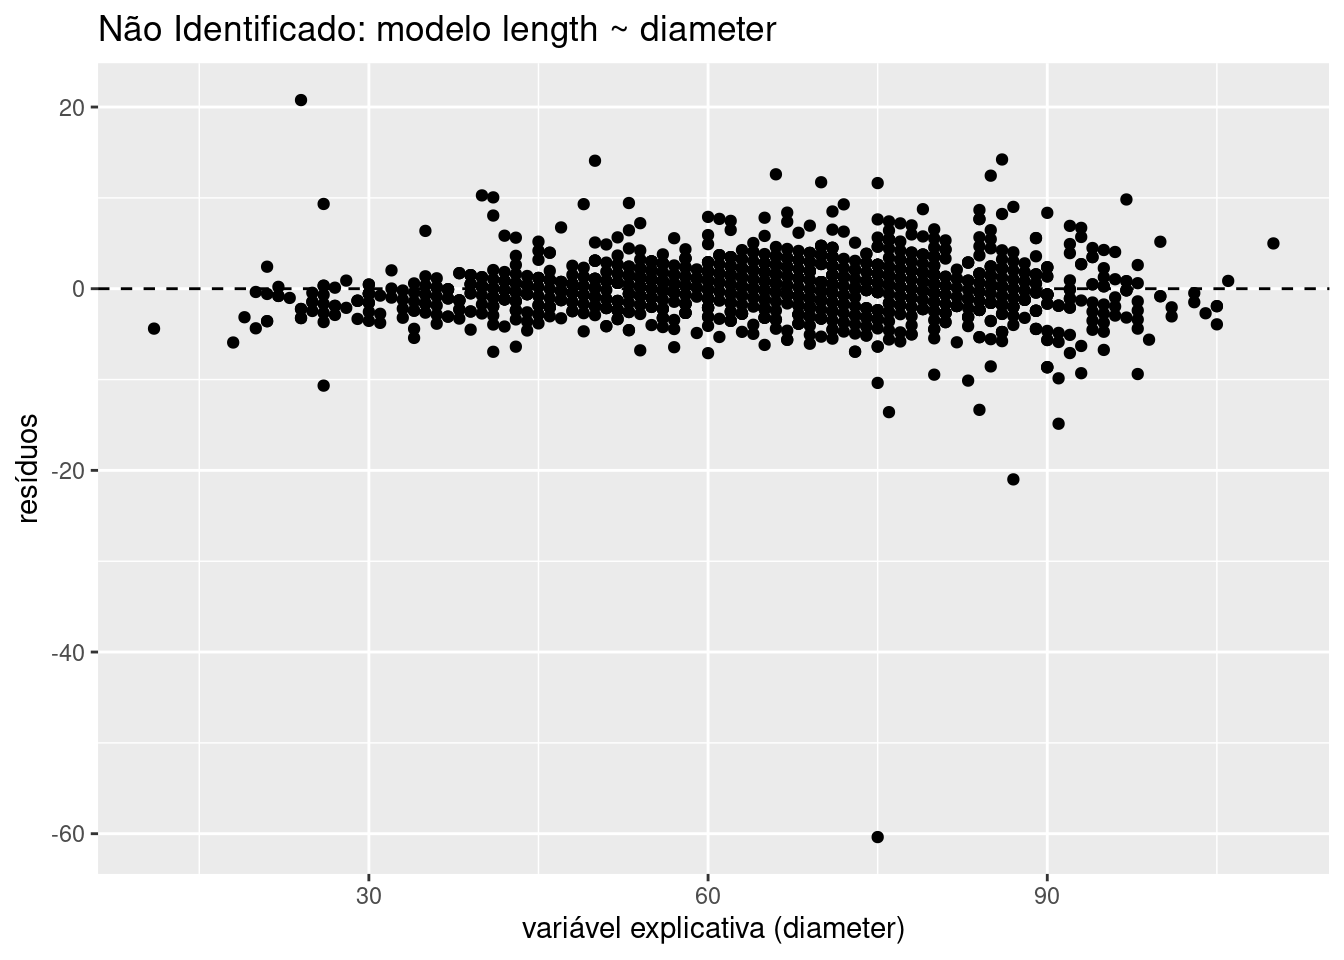 Não Identificado: modelo length ~ diameter
20
0
-20
-40
-60
resíduos
30 60 90
variável explicativa (diameter)